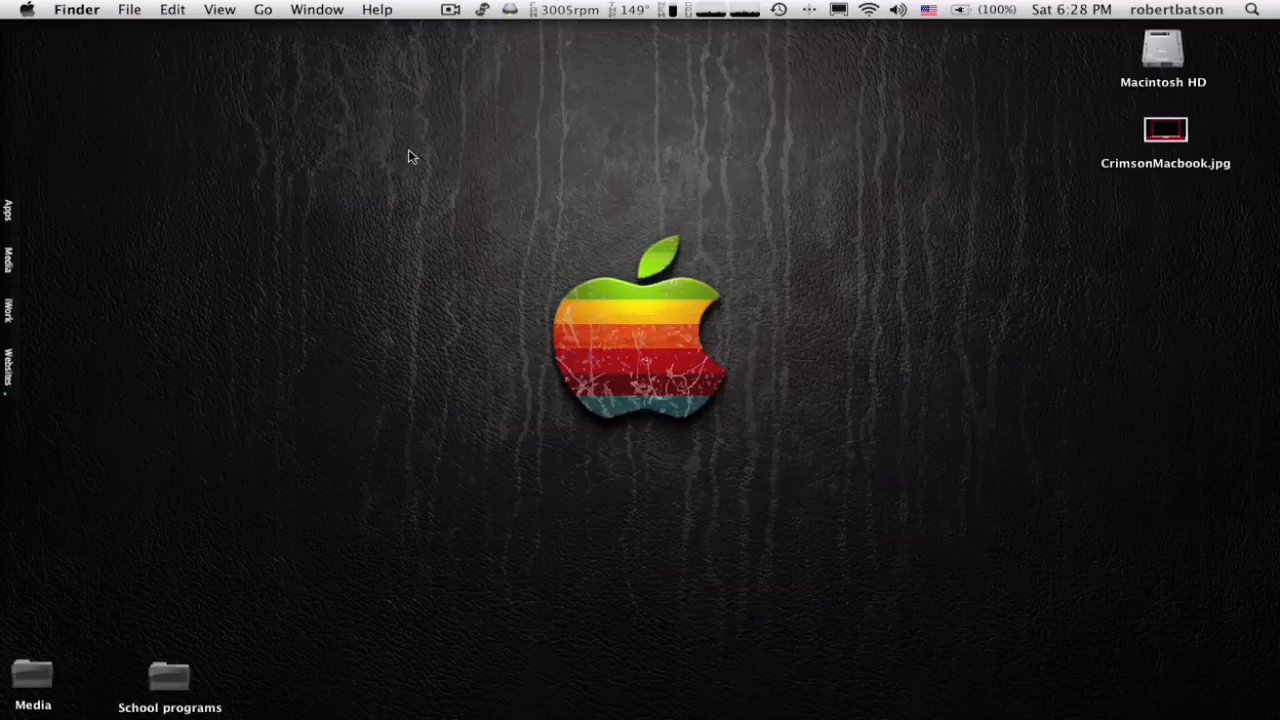 Finder File Edit View Go Window Help 3005rpm 149° (100%) Sat 6:28 PM robertbatson
Macintosh HD
CrimsonMacbook.jpg
Apps
Media
iWork
Websites
Media
School programs